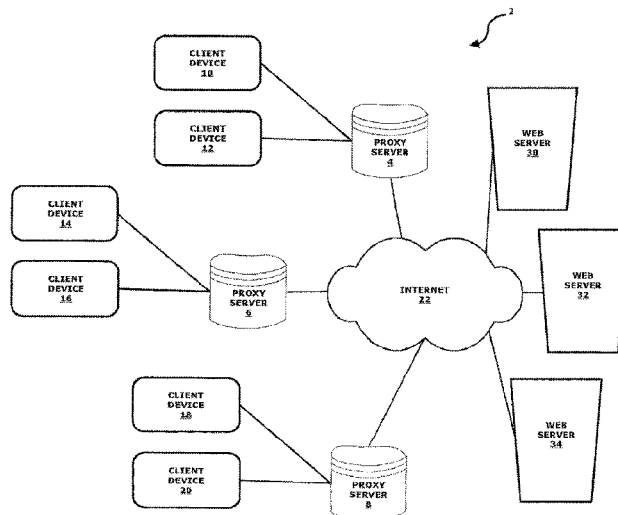 2
CLIENT
DEVICE
10
CLIENT
DEVICE
12
PROXY
SERVER
4
WEB
SERVER
30
CLIENT
DEVICE
14
CLIENT
DEVICE
16
PROXY
SERVER
6
INTERNET
22
WEB
SERVER
32
CLIENT
DEVICE
18
CLIENT
DEVICE
20
PROXY
SERVER
8
WEB
SERVER
34